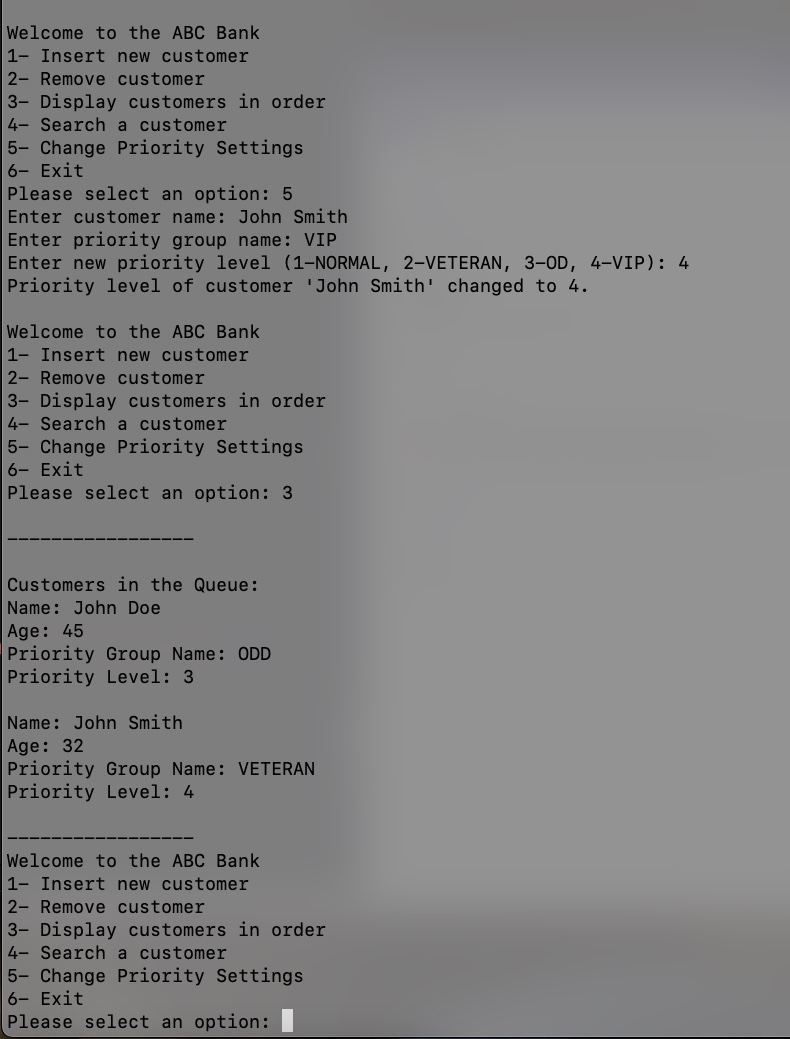 Welcome to the ABC Bank
1- Insert new customer
2- Remove customer
3- Display customers in order
4- Search a customer
5- Change Priority Settings
6- Exit
Please select an option: 5
Enter customer name: John Smith
Enter priority group name: VIP
Enter new priority level (1-NORMAL, 2-VETERAN, 3-OD, 4-VIP): 4
Priority level of customer 'John Smith' changed to 4.
Welcome to the ABC Bank
1- Insert new customer
2- Remove customer
3- Display customers in order
4- Search a customer
5- Change Priority Settings
6- Exit
Please select an option: 3
-----------------
Customers in the Queue:
Name: John Doe
Age: 45
Priority Group Name: ODD
Priority Level: 3
Name: John Smith
Age: 32
Priority Group Name: VETERAN
Priority Level: 4
-----------------
Welcome to the ABC Bank
1- Insert new customer
2- Remove customer
3- Display customers in order
4- Search a customer
5- Change Priority Settings
6- Exit
Please select an option: